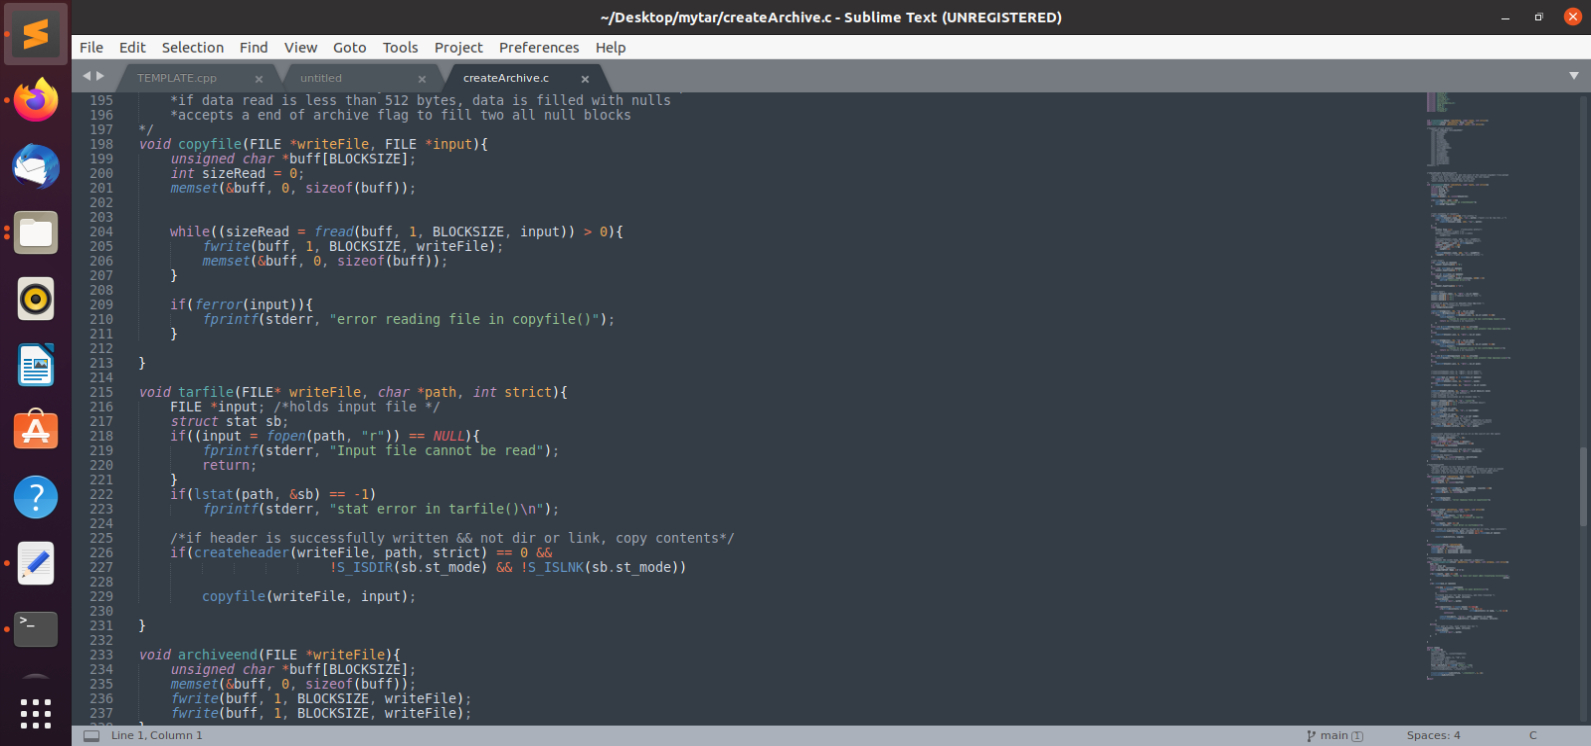 ~/Desktop/mytar/createArchive.c - Sublime Text (UNREGISTERED)
File Edit Selection Find View Goto Tools Project Preferences Help
TEMPLATE.cpp × untitled × createArchive.c ×
195 *if data read is less than 512 bytes, data is filled with nulls
196 *accepts a end of archive flag to fill two all null blocks
197 */
198 void copyfile(FILE *writeFile, FILE *input){
199 unsigned char *buff[BLOCKSIZE];
200 int sizeRead = 0;
201 memset(&buff, 0, sizeof(buff));
202
203
204 while((sizeRead = fread(buff, 1, BLOCKSIZE, input)) > 0){
205 fwrite(buff, 1, BLOCKSIZE, writeFile);
206 memset(&buff, 0, sizeof(buff));
207 }
208
209 if(ferror(input)){
210 fprintf(stderr, "error reading file in copyfile()");
211 }
212
213 }
214
215 void tarfile(FILE* writeFile, char *path, int strict){
216 FILE *input; /*holds input file */
217 struct stat sb;
218 if((input = fopen(path, "r")) == NULL){
219 fprintf(stderr, "Input file cannot be read");
220 return;
221 }
222 if(lstat(path, &sb) == -1)
223 fprintf(stderr, "stat error in tarfile()\n");
224
225 /*if header is successfully written && not dir or link, copy contents*/
226 if(createheader(writeFile, path, strict) == 0 &&
227 !S_ISDIR(sb.st_mode) && !S_ISLNK(sb.st_mode))
228
229 copyfile(writeFile, input);
230
231 }
232
233 void archiveend(FILE *writeFile){
234 unsigned char *buff[BLOCKSIZE];
235 memset(&buff, 0, sizeof(buff));
236 fwrite(buff, 1, BLOCKSIZE, writeFile);
237 fwrite(buff, 1, BLOCKSIZE, writeFile);
Line 1, Column 1 main 1 Spaces: 4 C